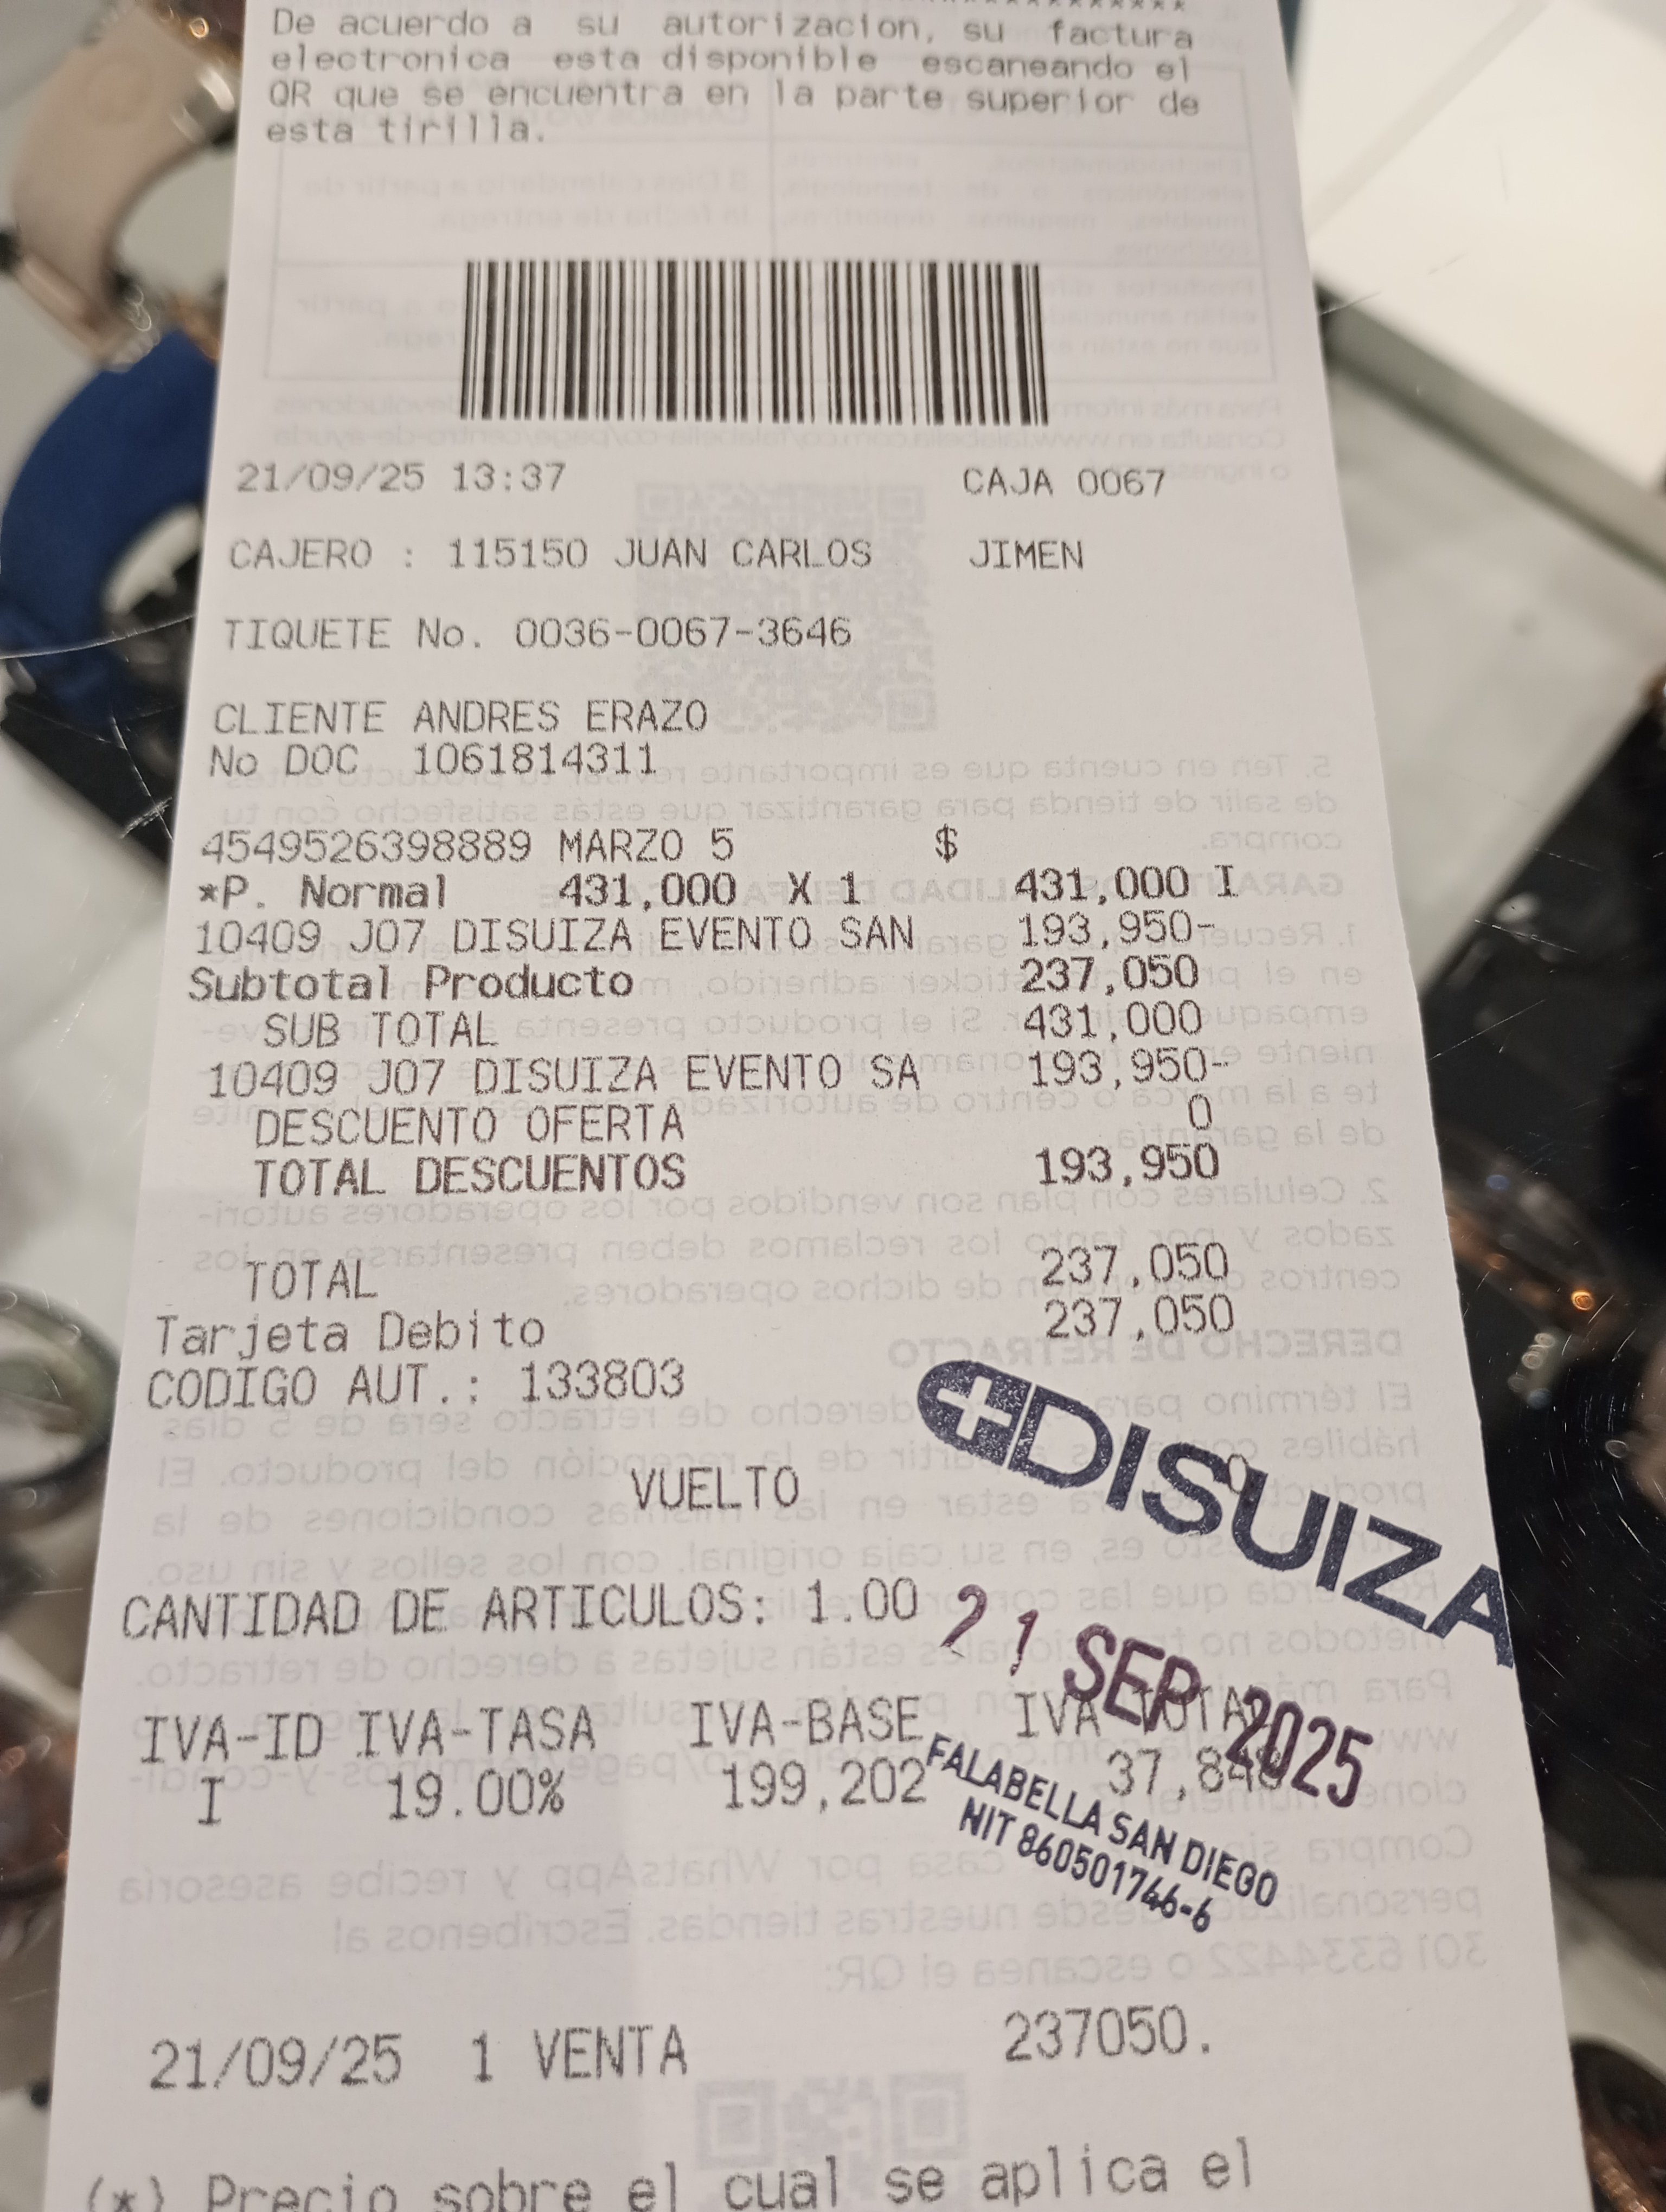 De acuerdo a su autorizacion, su factura
electronica esta disponible escaneando el
QR que se encuentra en la parte superior de
esta tirilla.
21/09/25 13:37 CAJA 0067
CAJERO : 115150 JUAN CARLOS JIMEN
TIQUETE No. 0036-0067-3646
CLIENTE ANDRES ERAZO
No DOC 1061814311
4549526398889 MARZO 5 $
*P. Normal 431,000 X 1 431,000 I
10409 J07 DISUIZA EVENTO SAN 193,950-
Subtotal Producto 237,050
SUB TOTAL 431,000
10409 J07 DISUIZA EVENTO SA 193,950-
DESCUENTO OFERTA 0
TOTAL DESCUENTOS 193,950
TOTAL 237,050
Tarjeta Debito 237,050
CODIGO AUT.: 133803
VUELTO 0
DISUIZA
CANTIDAD DE ARTICULOS: 1.00
21 SEP 2025
IVA-ID IVA-TASA IVA-BASE IVA
I 19.00% 199,202 37,848
FALABELLA SAN DIEGO
NIT 860501746-6
21/09/25 1 VENTA 237050.
(*) Precio sobre el cual se aplica el